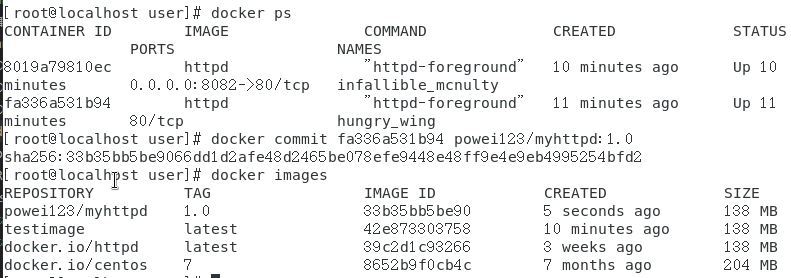 [root@localhost user]# docker ps
CONTAINER ID IMAGE COMMAND CREATED STATUS
PORTS NAMES
8019a79810ec httpd "httpd-foreground" 10 minutes ago Up 10
minutes 0.0.0.0:8082->80/tcp infallible_mcnulty
fa336a531b94 httpd "httpd-foreground" 11 minutes ago Up 11
minutes 80/tcp hungry_wing
[root@localhost user]# docker commit fa336a531b94 powei123/myhttpd:1.0
sha256:33b35bb5be9066dd1d2afe48d2465be078efe9448e48ff9e4e9eb4995254bfd2
[root@localhost user]# docker images
REPOSITORY TAG IMAGE ID CREATED SIZE
powei123/myhttpd 1.0 33b35bb5be90 5 seconds ago 138 MB
testimage latest 42e873303758 10 minutes ago 138 MB
docker.io/httpd latest 39c2d1c93266 3 weeks ago 138 MB
docker.io/centos 7 8652b9f0cb4c 7 months ago 204 MB